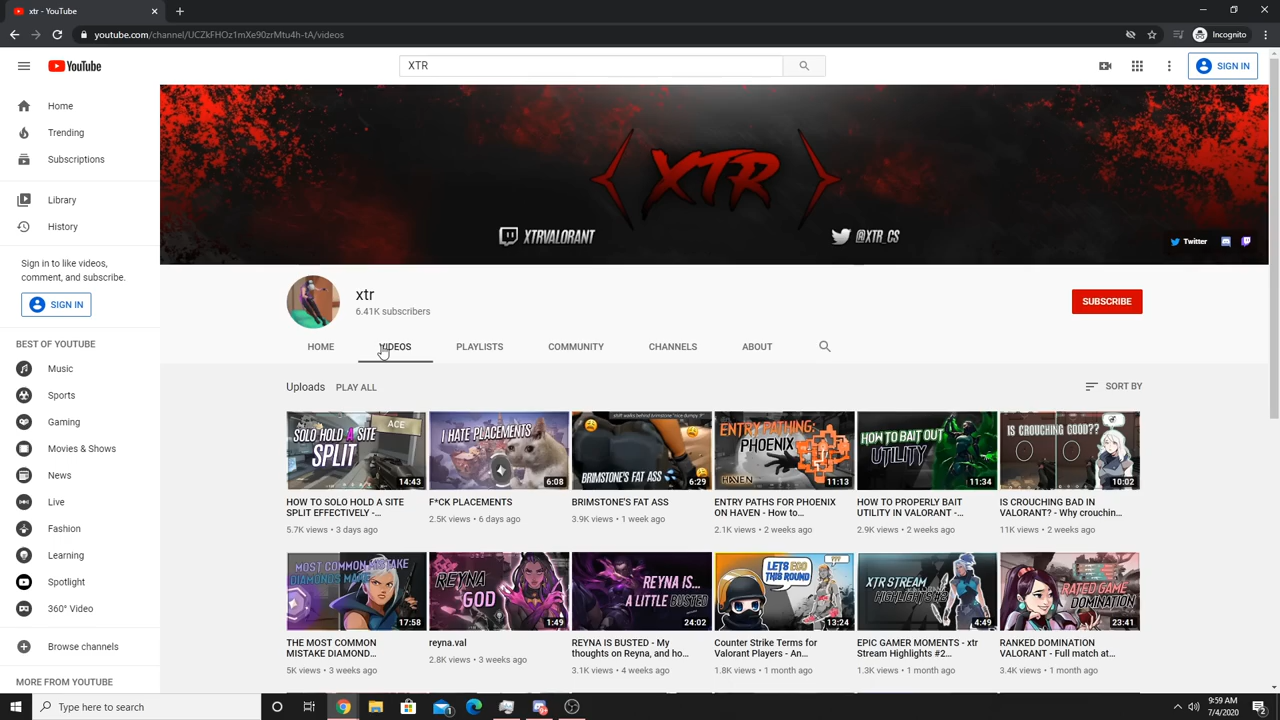 xtr - YouTube
youtube.com/channel/UCZkFHOz1mXe90zrMtu4h-tA/videos
Incognito
YouTube
XTR
SIGN IN
Home
Trending
Subscriptions
Library
History
Sign in to like videos,
comment, and subscribe.
SIGN IN
BEST OF YOUTUBE
Music
Sports
Gaming
Movies & Shows
News
Live
Fashion
Learning
Spotlight
360° Video
Browse channels
MORE FROM YOUTUBE
XTR
XTRVALORANT
@XTR_CS
Twitter
xtr
6.41K subscribers
SUBSCRIBE
HOME
VIDEOS
PLAYLISTS
COMMUNITY
CHANNELS
ABOUT
Uploads
PLAY ALL
SORT BY
SOLO HOLD A SITE
SPLIT
ACE
14:43
HOW TO SOLO HOLD A SITE
SPLIT EFFECTIVELY -...
5.7K views • 3 days ago
I HATE PLACEMENTS
6:08
F*CK PLACEMENTS
2.5K views • 6 days ago
BRIMSTONE'S FAT ASS
6:29
BRIMSTONE'S FAT ASS
3.9K views • 1 week ago
ENTRY PATHING:
PHOENIX
HAVEN
11:13
ENTRY PATHS FOR PHOENIX
ON HAVEN - How to...
2.1K views • 2 weeks ago
HOW TO BAIT OUT
UTILITY
11:34
HOW TO PROPERLY BAIT
UTILITY IN VALORANT -...
2.9K views • 2 weeks ago
IS CROUCHING GOOD??
10:02
IS CROUCHING BAD IN
VALORANT? - Why crouchin...
11K views • 2 weeks ago
MOST COMMON MISTAKE
DIAMONDS MAKE
17:58
THE MOST COMMON
MISTAKE DIAMOND...
5K views • 3 weeks ago
REYNA
GOD
1:49
reyna.val
2.8K views • 3 weeks ago
REYNA IS...
A LITTLE BUSTED
24:02
REYNA IS BUSTED - My
thoughts on Reyna, and ho...
3.1K views • 4 weeks ago
LETS EGO
THIS ROUND
???
13:24
Counter Strike Terms for
Valorant Players - An...
1.8K views • 1 month ago
XTR STREAM
HIGHLIGHTS #2
4:49
EPIC GAMER MOMENTS - xtr
Stream Highlights #2...
1.3K views • 1 month ago
RATED GAME
DOMINATION
23:41
RANKED DOMINATION
VALORANT - Full match at...
3.4K views • 1 month ago
Type here to search
9:59 AM
7/4/2020
2